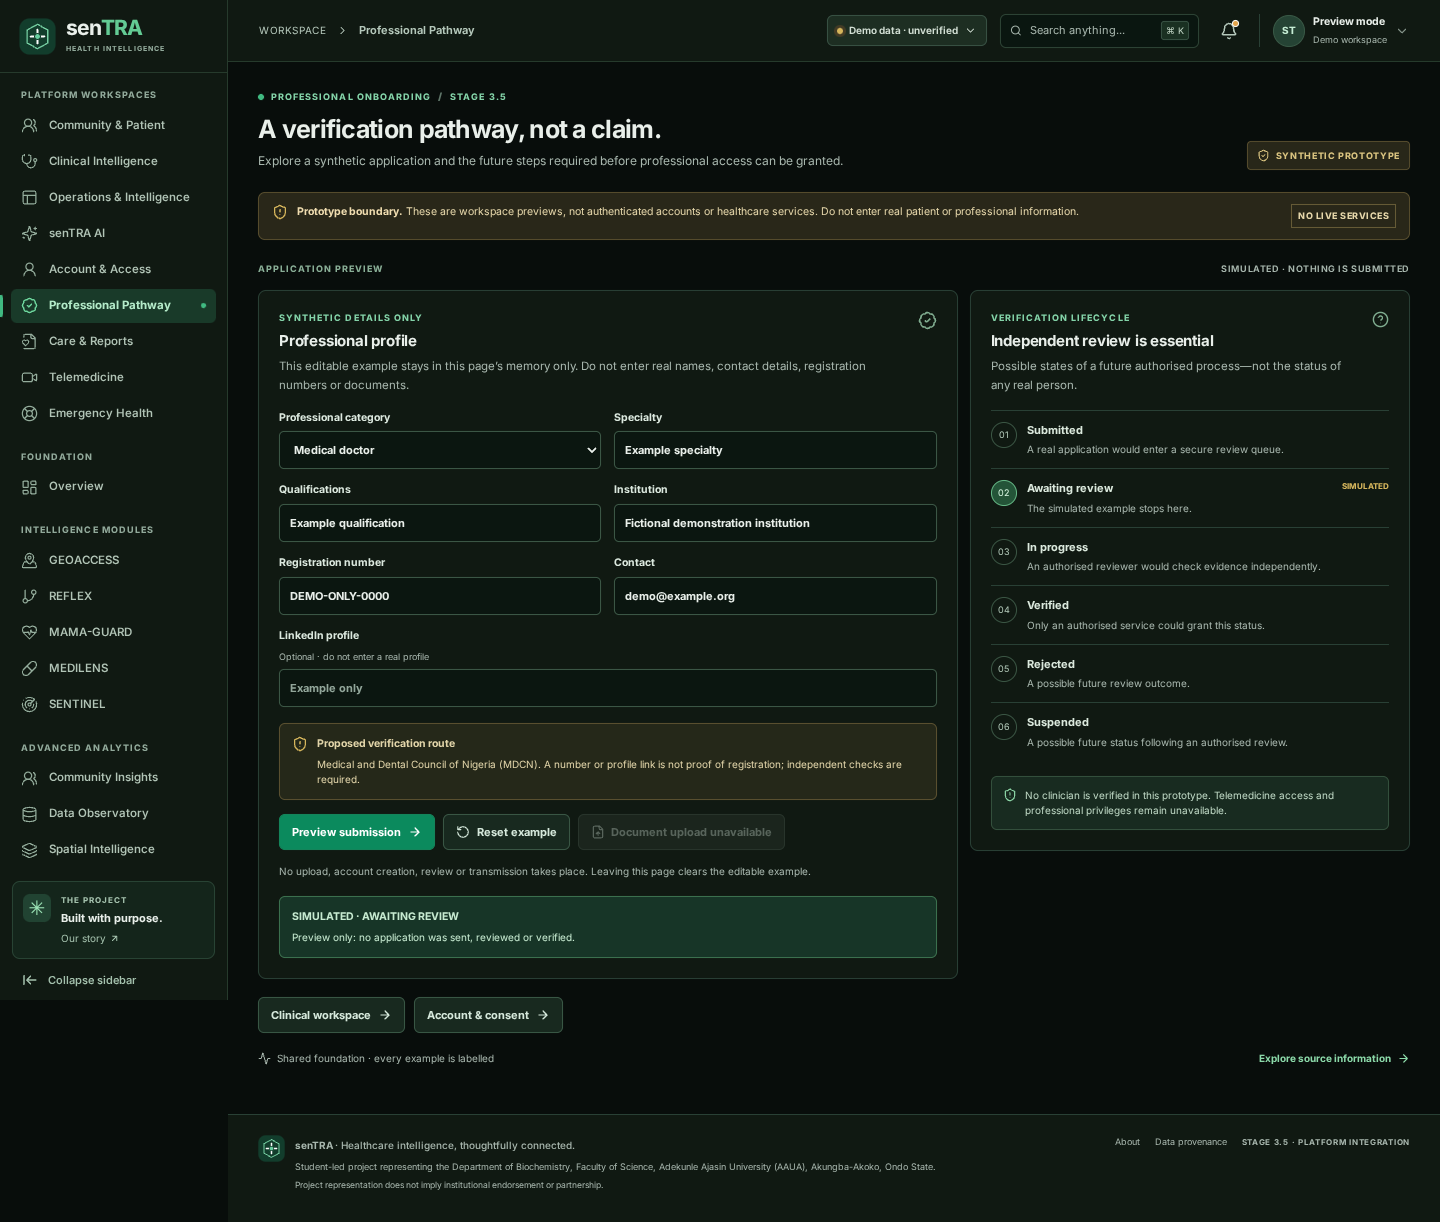 senTRA
HEALTH INTELLIGENCE
PLATFORM WORKSPACES
Community & Patient
Clinical Intelligence
Operations & Intelligence
senTRA AI
Account & Access
Professional Pathway
Care & Reports
Telemedicine
Emergency Health
FOUNDATION
Overview
INTELLIGENCE MODULES
GEOACCESS
REFLEX
MAMA-GUARD
MEDILENS
SENTINEL
ADVANCED ANALYTICS
Community Insights
Data Observatory
Spatial Intelligence
THE PROJECT
Built with purpose.
Our story
Collapse sidebar
WORKSPACE
Professional Pathway
Demo data · unverified
Search anything...
⌘ K
ST
Preview mode
Demo workspace
PROFESSIONAL ONBOARDING / STAGE 3.5
A verification pathway, not a claim.
Explore a synthetic application and the future steps required before professional access can be granted.
SYNTHETIC PROTOTYPE
Prototype boundary. These are workspace previews, not authenticated accounts or healthcare services. Do not enter real patient or professional information.
NO LIVE SERVICES
APPLICATION PREVIEW
SIMULATED · NOTHING IS SUBMITTED
SYNTHETIC DETAILS ONLY
Professional profile
This editable example stays in this page’s memory only. Do not enter real names, contact details, registration
numbers or documents.
Professional category
Specialty
Medical doctor
Example specialty
Qualifications
Institution
Example qualification
Fictional demonstration institution
Registration number
Contact
DEMO-ONLY-0000
demo@example.org
LinkedIn profile
Optional · do not enter a real profile
Example only
Proposed verification route
Medical and Dental Council of Nigeria (MDCN). A number or profile link is not proof of registration; independent checks are
required.
Preview submission
Reset example
Document upload unavailable
No upload, account creation, review or transmission takes place. Leaving this page clears the editable example.
SIMULATED · AWAITING REVIEW
Preview only: no application was sent, reviewed or verified.
VERIFICATION LIFECYCLE
Independent review is essential
Possible states of a future authorised process—not the status of
any real person.
01
Submitted
A real application would enter a secure review queue.
02
Awaiting review
SIMULATED
The simulated example stops here.
03
In progress
An authorised reviewer would check evidence independently.
04
Verified
Only an authorised service could grant this status.
05
Rejected
A possible future review outcome.
06
Suspended
A possible future status following an authorised review.
No clinician is verified in this prototype. Telemedicine access and
professional privileges remain unavailable.
Clinical workspace
Account & consent
Shared foundation · every example is labelled
Explore source information
senTRA · Healthcare intelligence, thoughtfully connected.
Student-led project representing the Department of Biochemistry, Faculty of Science, Adekunle Ajasin University (AAUA), Akungba-Akoko, Ondo State.
Project representation does not imply institutional endorsement or partnership.
About
Data provenance
STAGE 3.5 · PLATFORM INTEGRATION